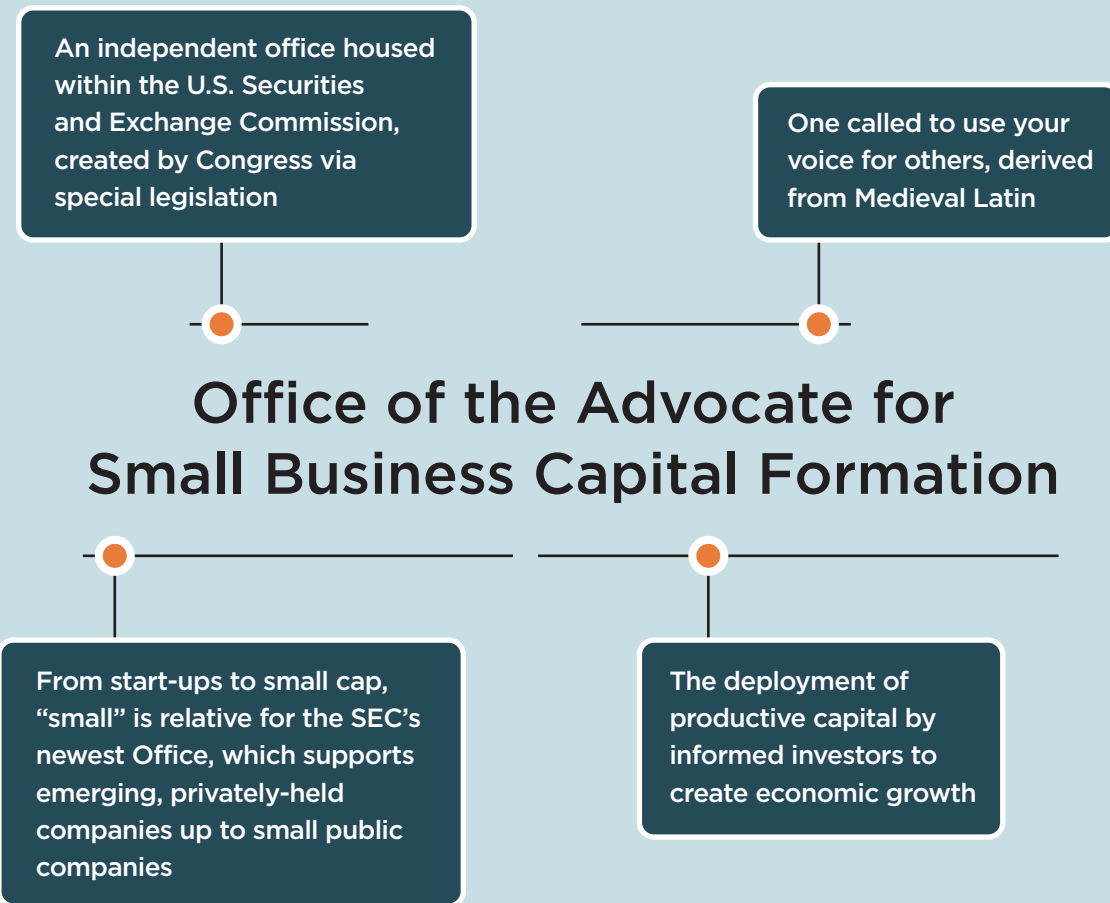 An independent office housed
within the U.S. Securities
and Exchange Commission,
created by Congress via
special legislation
One called to use your
voice for others, derived
from Medieval Latin
Office of the Advocate for
Small Business Capital Formation
From start-ups to small cap,
“small” is relative for the SEC’s
newest Office, which supports
emerging, privately-held
companies up to small public
companies
The deployment of
productive capital by
informed investors to
create economic growth